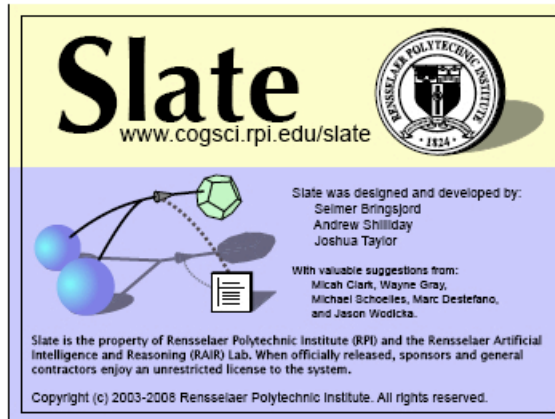 Slate
www.cogsci.rpi.edu/slate
RENSSELAER POLYTECHNIC INSTITUTE
· 1824 ·
Slate was designed and developed by:
Selmer Bringsjord
Andrew Shilliday
Joshua Taylor
With valuable suggestions from:
Micah Clark, Wayne Gray,
Michael Schoelles, Marc Destefano,
and Jason Wodicka.
Slate is the property of Rensselaer Polytechnic Institute (RPI) and the Rensselaer Artificial
Intelligence and Reasoning (RAIR) Lab. When officially released, sponsors and general
contractors enjoy an unrestricted license to the system.
Copyright (c) 2003-2008 Rensselaer Polytechnic Institute. All rights reserved.